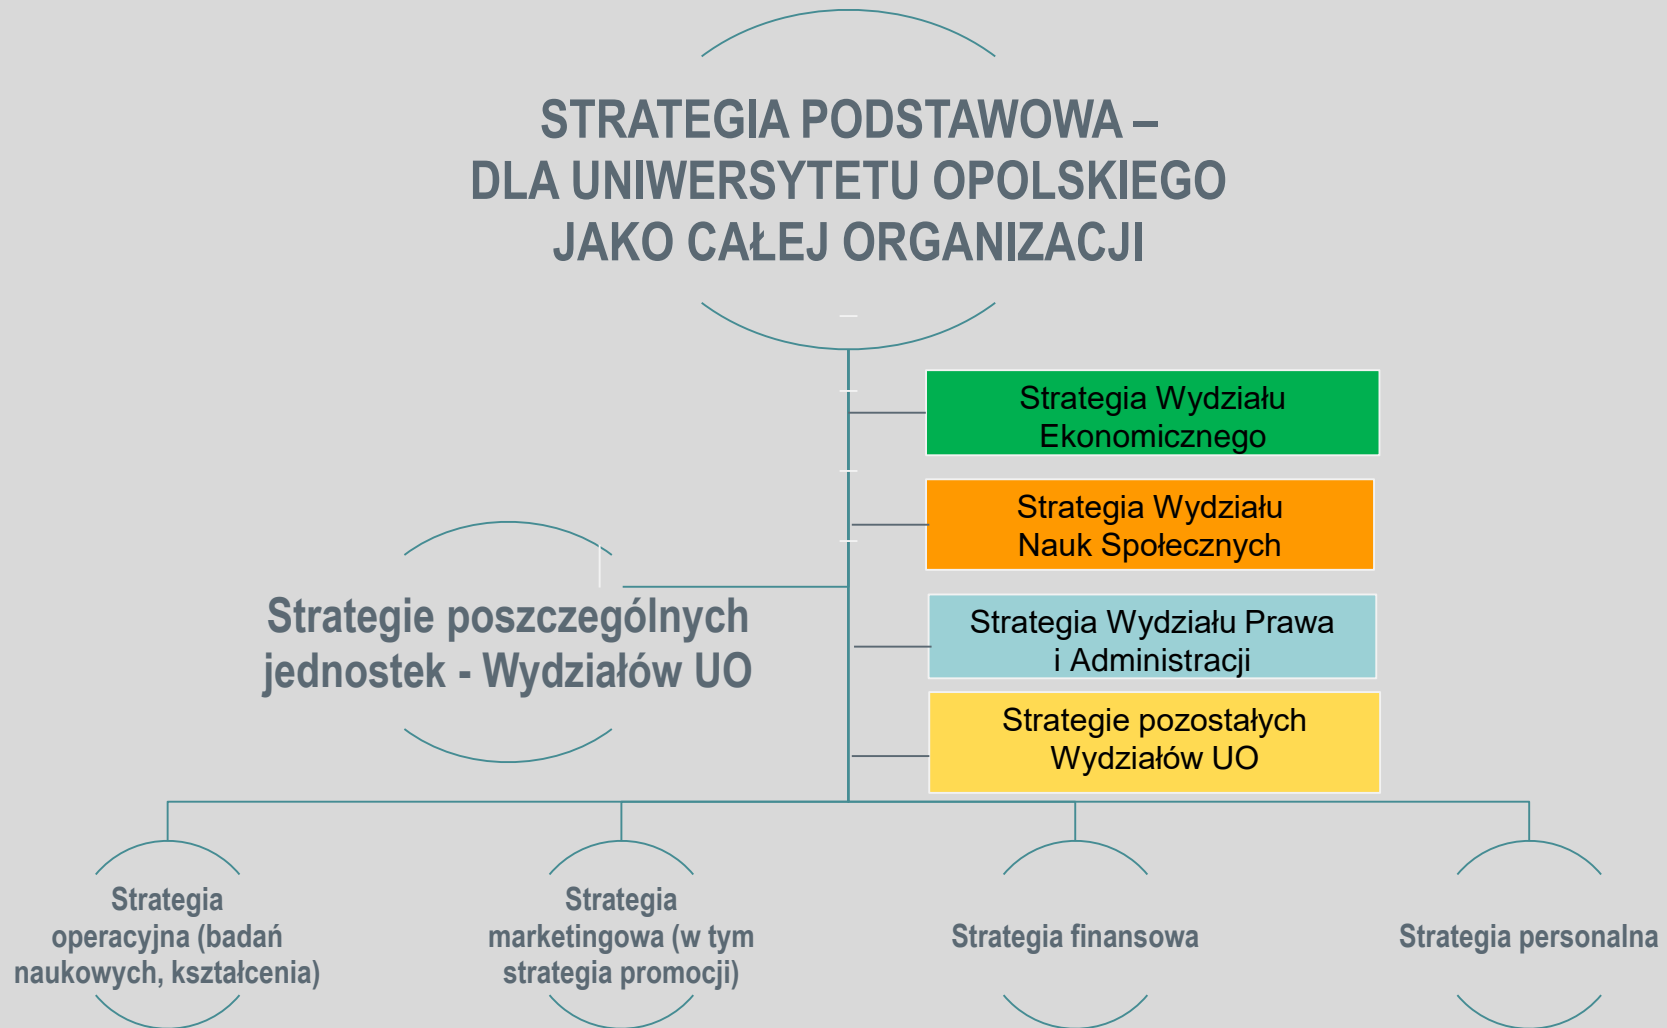 STRATEGIA PODSTAWOWA –
DLA UNIWERSYTETU OPOLSKIEGO
JAKO CAŁEJ ORGANIZACJI
Strategia Wydziału
Ekonomicznego
Strategia Wydziału
Nauk Społecznych
Strategie poszczególnych
jednostek - Wydziałów UO
Strategia Wydziału Prawa
i Administracji
Strategie pozostałych
Wydziałów UO
Strategia
operacyjna (badań
naukowych, kształcenia)
Strategia
marketingowa (w tym
strategia promocji)
Strategia finansowa
Strategia personalna